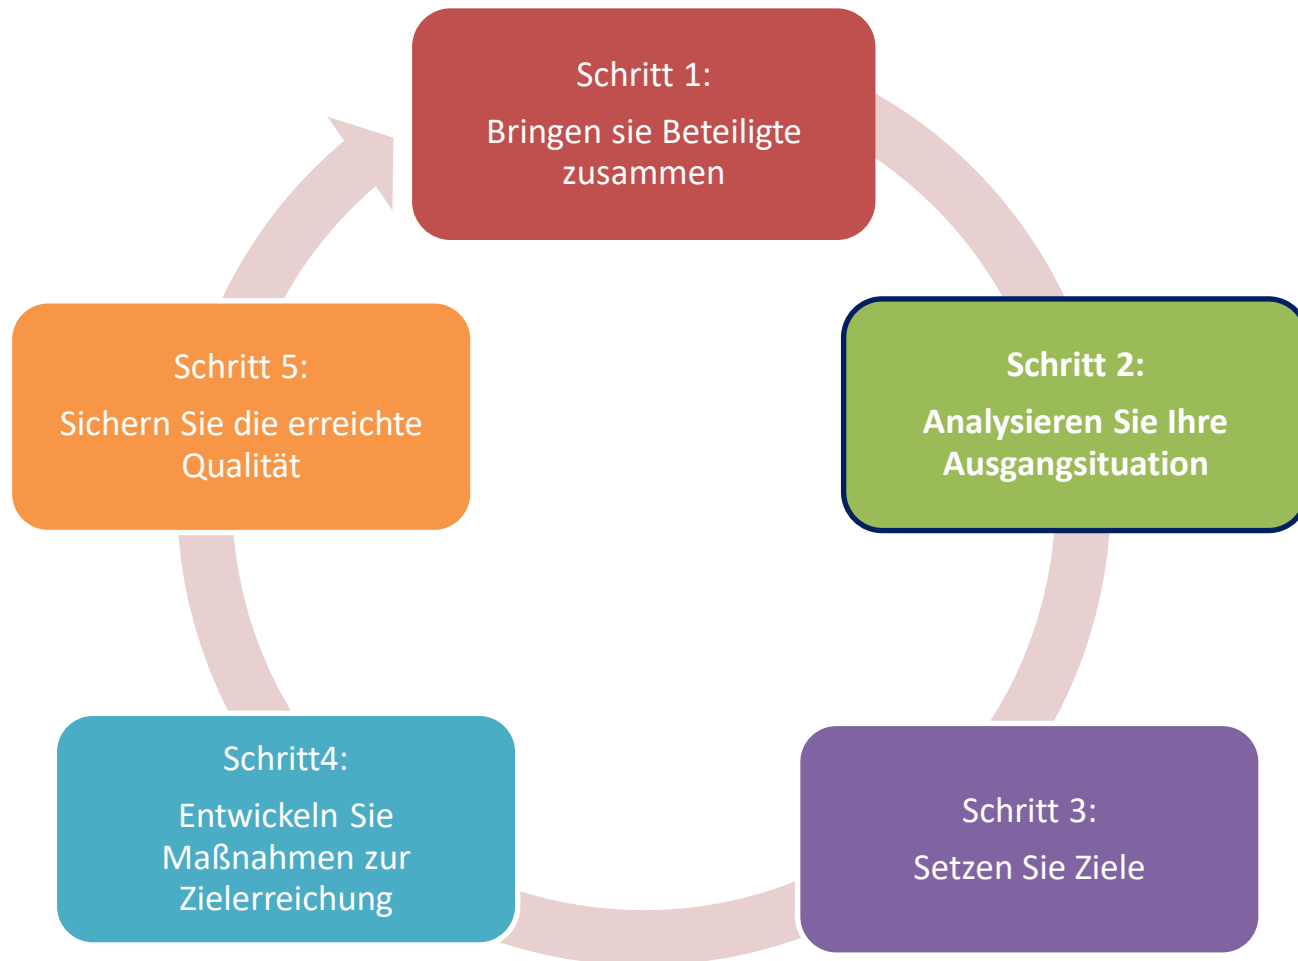 Schritt 1:
Bringen sie Beteiligte
zusammen
Schritt 2:
Analysieren Sie Ihre
Ausgangsituation
Schritt 3:
Setzen Sie Ziele
Schritt4:
Entwickeln Sie
Maßnahmen zur
Zielerreichung
Schritt 5:
Sichern Sie die erreichte
Qualität